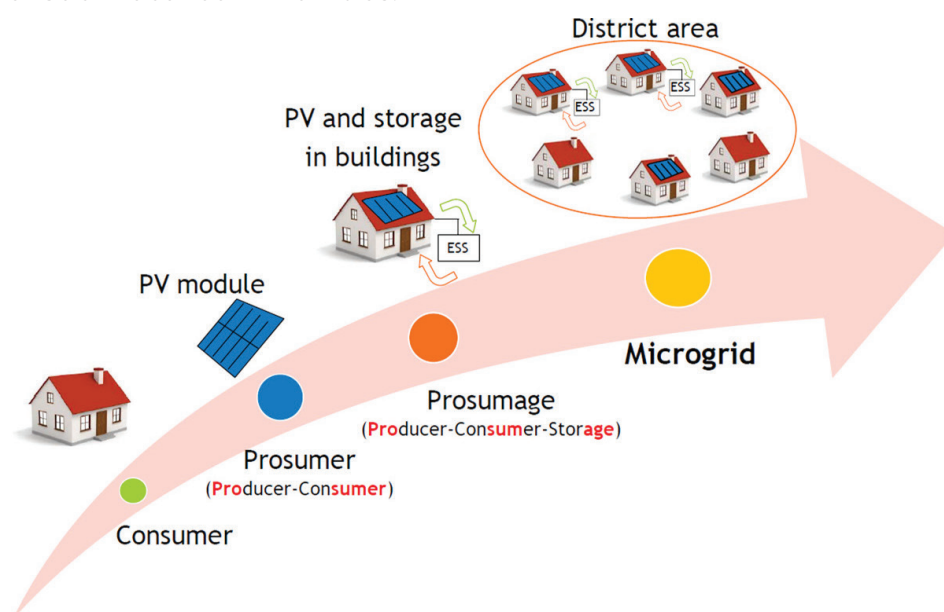 District area
ESS
ESS
PV and storage
in buildings
ESS
PV module
Microgrid
Prosumage
(Producer-Consumer-Storage)
Prosumer
(Producer-Consumer)
Consumer